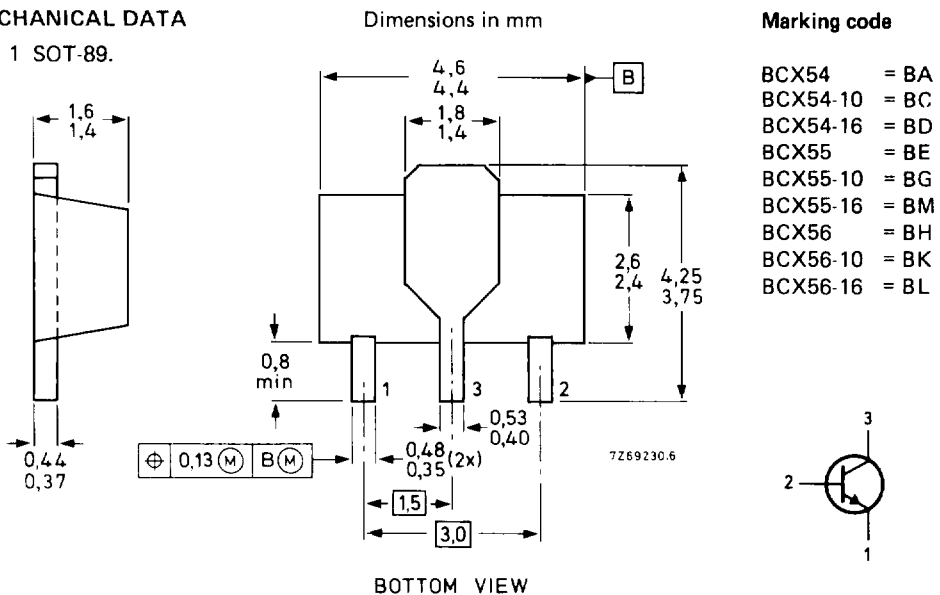 CHANICAL DATA
1 SOT-89.
Dimensions in mm
Marking code
BCX54 = BA
BCX54-10 = BC
BCX54-16 = BD
BCX55 = BE
BCX55-10 = BG
BCX55-16 = BM
BCX56 = BH
BCX56-10 = BK
BCX56-16 = BL
1,6
1,4
4,6
4,4
B
1,8
1,4
2,6
2,4
4,25
3,75
0,8
min
1
3
2
0,53
0,40
0,44
0,37
⌖ 0,13 Ⓜ B Ⓜ
0,48
0,35 (2x)
7Z69230.6
1,5
3,0
BOTTOM VIEW
3
2
1